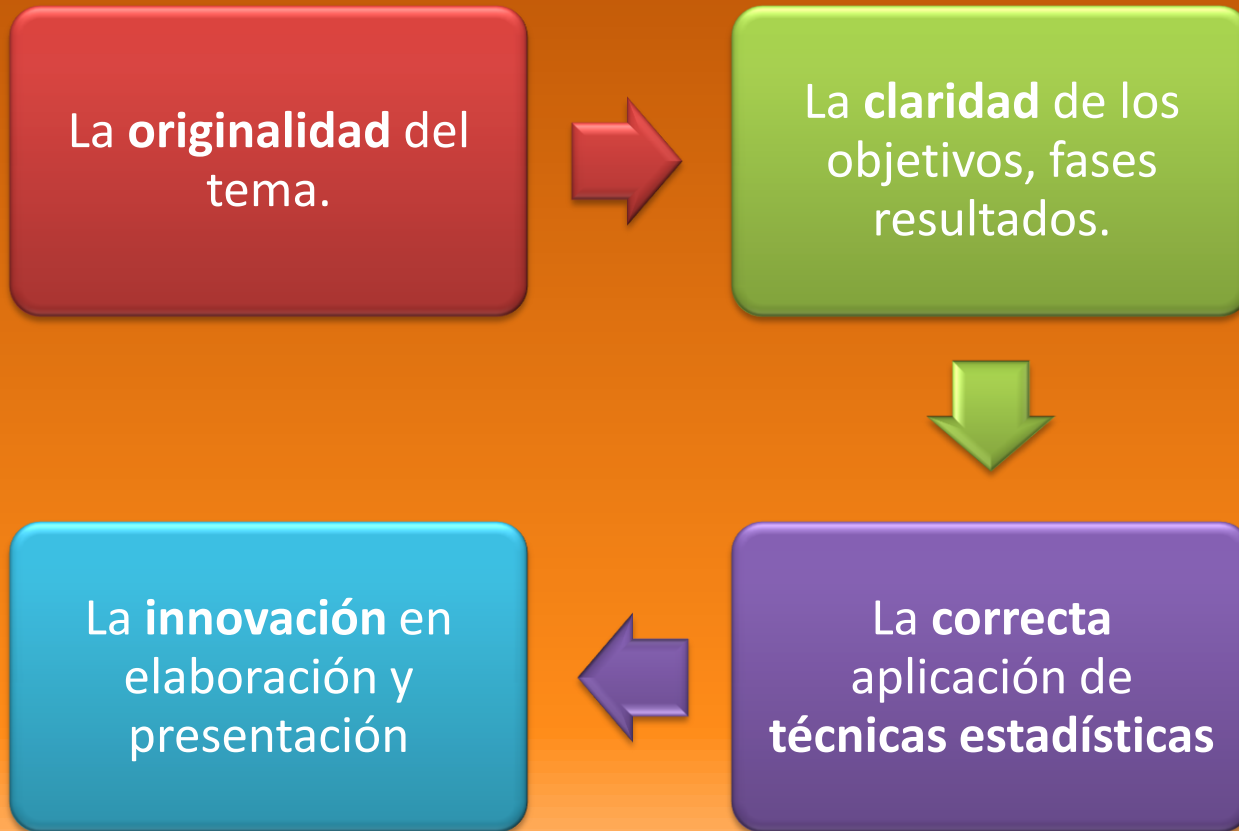 La originalidad del
tema.
La claridad de los
objetivos, fases
resultados.
La correcta
aplicación de
técnicas estadísticas
La innovación en
elaboración y
presentación